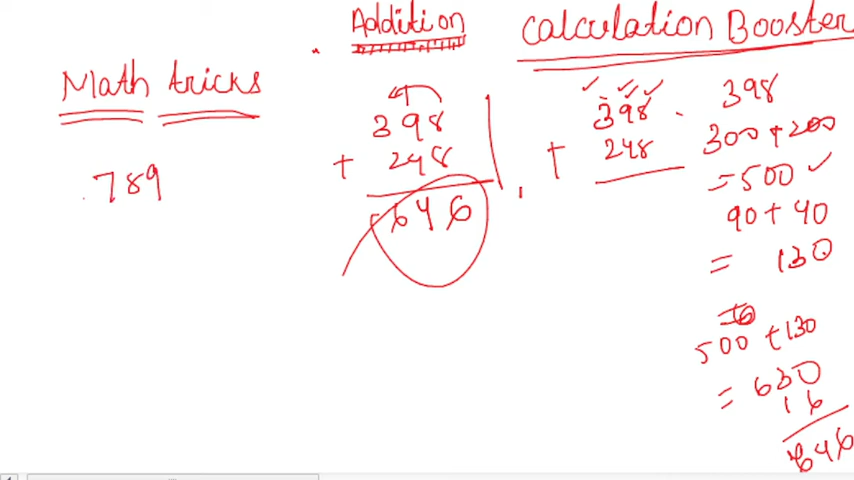 Addition
Calculation Booster
Math tricks
789
398
+ 248
646
398
+ 248
398
300 + 200
= 500
90 + 40
= 130
16
500 + 130
= 630
16
646